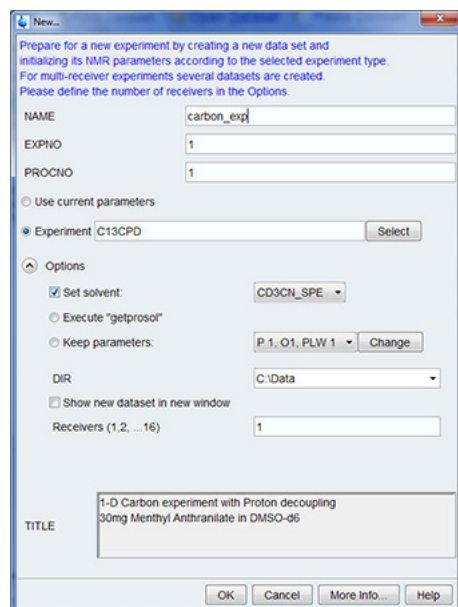 New...
Prepare for a new experiment by creating a new data set and
initializing its NMR parameters according to the selected experiment type.
For multi-receiver experiments several datasets are created.
Please define the number of receivers in the Options.
NAME carbon_exp
EXPNO 1
PROCNO 1
Use current parameters
Experiment C13CPD Select
Options
Set solvent: CD3CN_SPE
Execute "getprosol"
Keep parameters: P 1, O1, PLW 1 Change
DIR C:\Data
Show new dataset in new window
Receivers (1,2, ...16) 1
1-D Carbon experiment with Proton decoupling
30mg Menthyl Anthranilate in DMSO-d6
TITLE
OK Cancel More Info... Help